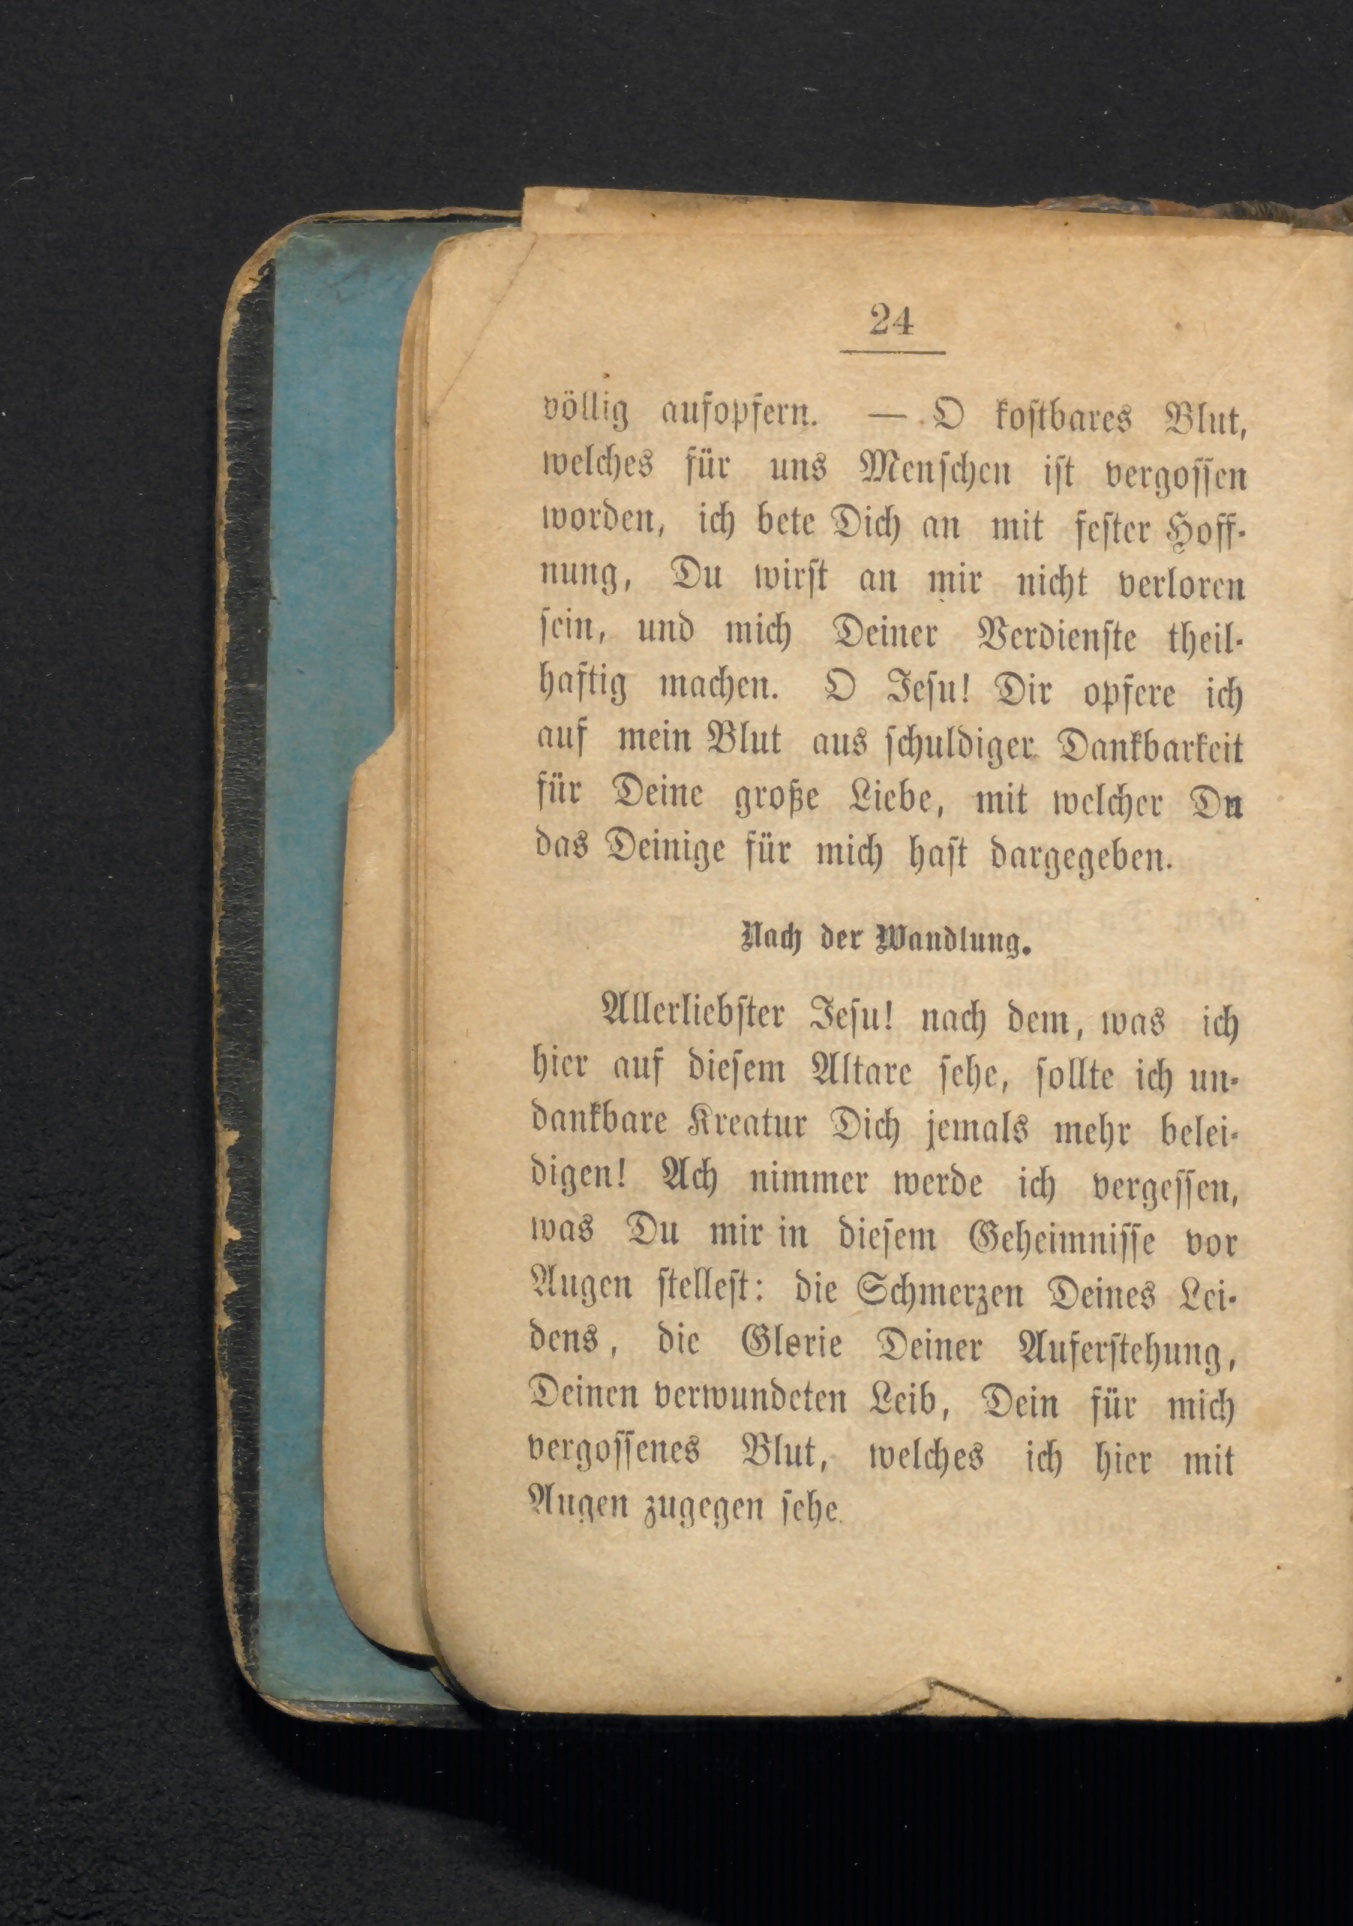 24
völlig aufopfern. — O kostbares Blut,
welches für uns Menschen ist vergossen
worden, ich bete Dich an mit fester Hoff-
nung, Du wirst an mir nicht verloren
sein, und mich Deiner Verdienste theil-
haftig machen. O Jesu! Dir opfere ich
auf mein Blut aus schuldiger Dankbarkeit
für Deine große Liebe, mit welcher Du
das Deinige für mich hast dargegeben.
Nach der Wandlung.
Allerliebster Jesu! nach dem, was ich
hier auf diesem Altare sehe, sollte ich un-
dankbare Kreatur Dich jemals mehr belei-
digen! Ach nimmer werde ich vergessen,
was Du mir in diesem Geheimnisse vor
Augen stellest: die Schmerzen Deines Lei-
dens, die Glorie Deiner Auferstehung,
Deinen verwundeten Leib, Dein für mich
vergossenes Blut, welches ich hier mit
Augen zugegen sehe.